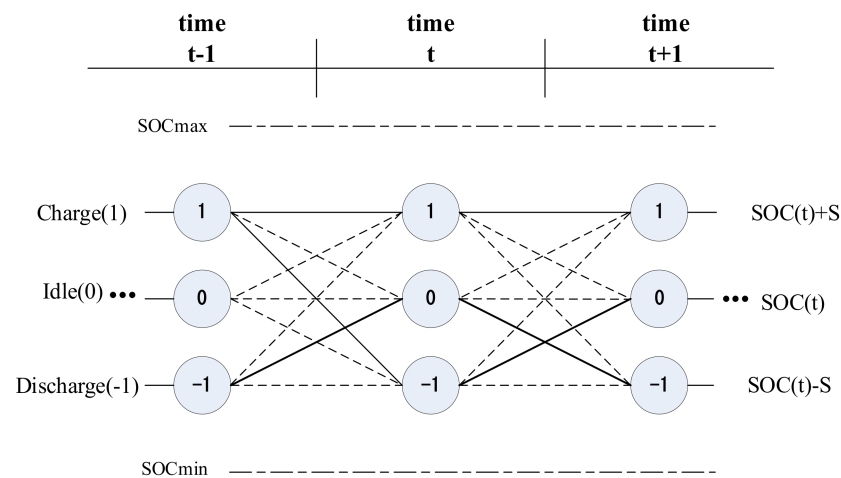 time time time
t-1 t t+1
SOCmax
Charge(1) 1 1 1 SOC(t)+S
Idle(0) ••• 0 0 0 ••• SOC(t)
Discharge(-1) -1 -1 -1 SOC(t)-S
SOCmin